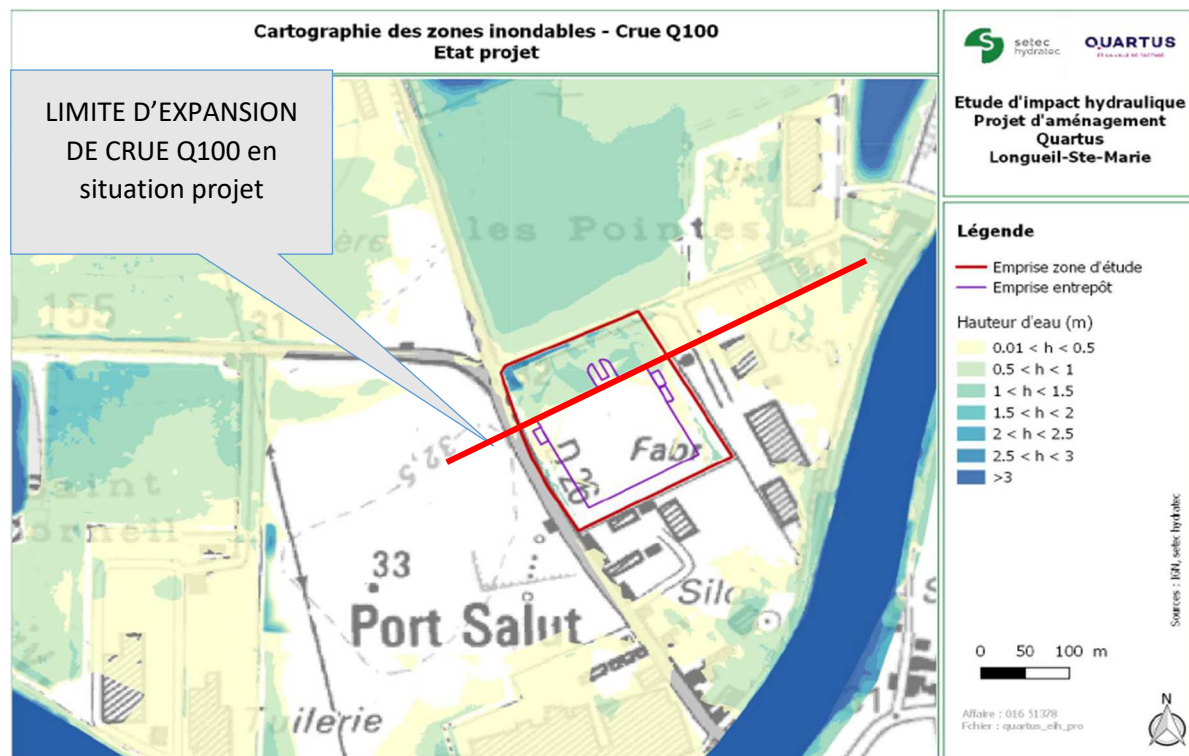 Cartographie des zones inondables - Crue Q100
Etat projet
LIMITE D'EXPANSION
DE CRUE Q100 en
situation projet
les Pointes
155
31
32,5
D 26
Fabr
33
Port Salut
Silo
Tuilerie
setec
hydratec
QUARTUS
Etude d'impact hydraulique
Projet d'aménagement
Quartus
Longueil-Ste-Marie
Légende
Emprise zone d'étude
Emprise entrepôt
Hauteur d'eau (m)
0.01 < h < 0.5
0.5 < h < 1
1 < h < 1.5
1.5 < h < 2
2 < h < 2.5
2.5 < h < 3
>3
Sources : IGN, setec hydratec
0 50 100 m
Affaire : 016 51378
Fchier : quartus_eih_pro
N